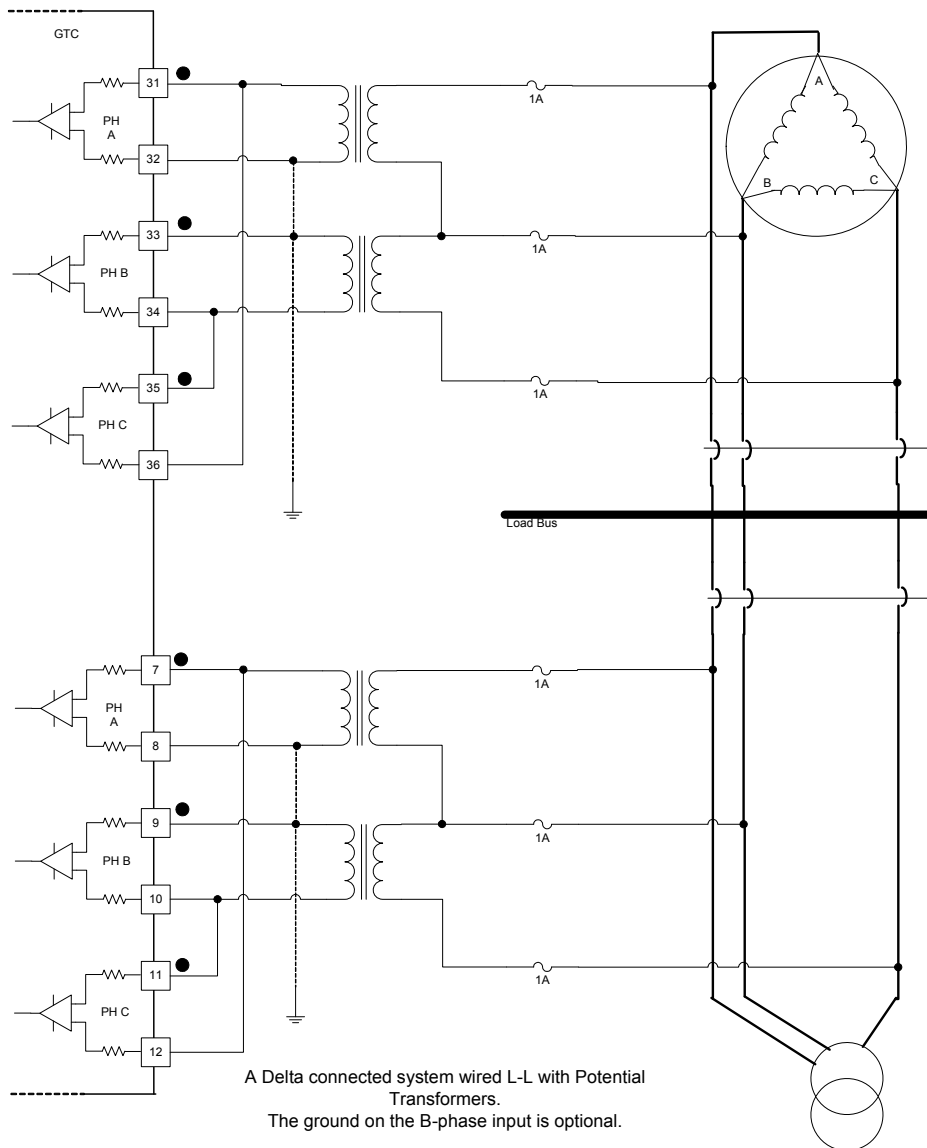 GTC
31
PH
A
32
1A
A
B
C
33
PH B
34
1A
35
PH C
36
1A
Load Bus
7
PH
A
8
1A
9
PH B
10
1A
11
PH C
12
1A
A Delta connected system wired L-L with Potential
Transformers.
The ground on the B-phase input is optional.